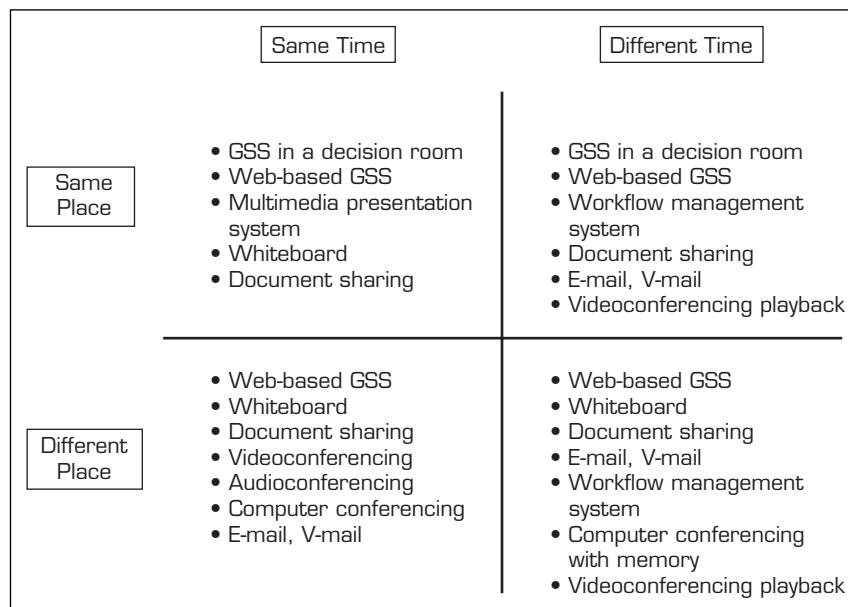 Same Time
Different Time
Same
Place
• GSS in a decision room
• Web-based GSS
• Multimedia presentation
system
• Whiteboard
• Document sharing
• GSS in a decision room
• Web-based GSS
• Workflow management
system
• Document sharing
• E-mail, V-mail
• Videoconferencing playback
Different
Place
• Web-based GSS
• Whiteboard
• Document sharing
• Videoconferencing
• Audioconferencing
• Computer conferencing
• E-mail, V-mail
• Web-based GSS
• Whiteboard
• Document sharing
• E-mail, V-mail
• Workflow management
system
• Computer conferencing
with memory
• Videoconferencing playback